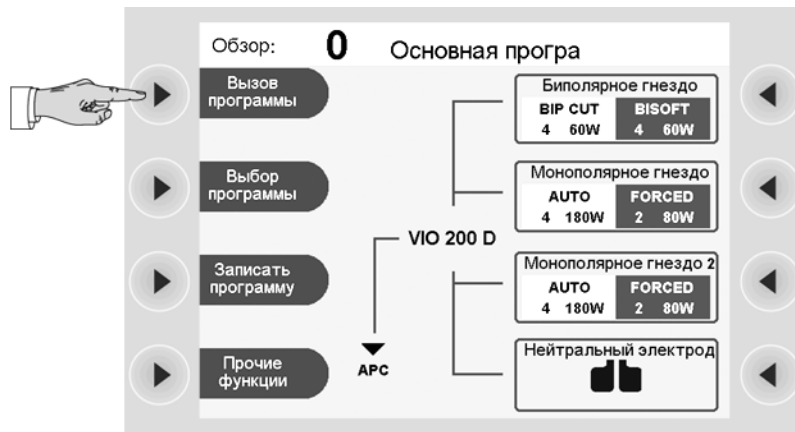 Обзор: 0 Основная програ
Вызов
программы
Выбор
программы
Записать
программу
Прочие
функции
VIO 200 D
APC
Биполярное гнездо
BIP CUT BISOFT
4 60W 4 60W
Монополярное гнездо
AUTO FORCED
4 180W 2 80W
Монополярное гнездо 2
AUTO FORCED
4 180W 2 80W
Нейтральный электрод